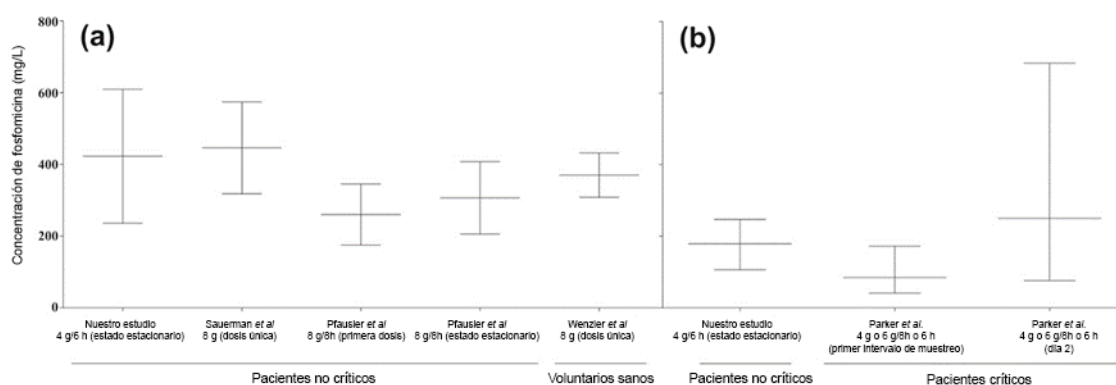 800
600
400
200
0
Concentración de fosfomicina (mg/L)
(a)
(b)
Nuestro estudio
4 g/6 h (estado estacionario)
Sauerman et al
8 g (dosis única)
Pfausler et al
8 g/8h (primera dosis)
Pfausler et al
8 g/8h (estado estacionario)
Wenzler et al
8 g (dosis única)
Nuestro estudio
4 g/6 h (estado estacionario)
Parker et al.
4 g o 6 g/8h o 6 h
(primer intervalo de muestreo)
Parker et al.
4 g o 6 g/8h o 6 h
(día 2)
Pacientes no críticos
Voluntarios sanos
Pacientes no críticos
Pacientes críticos